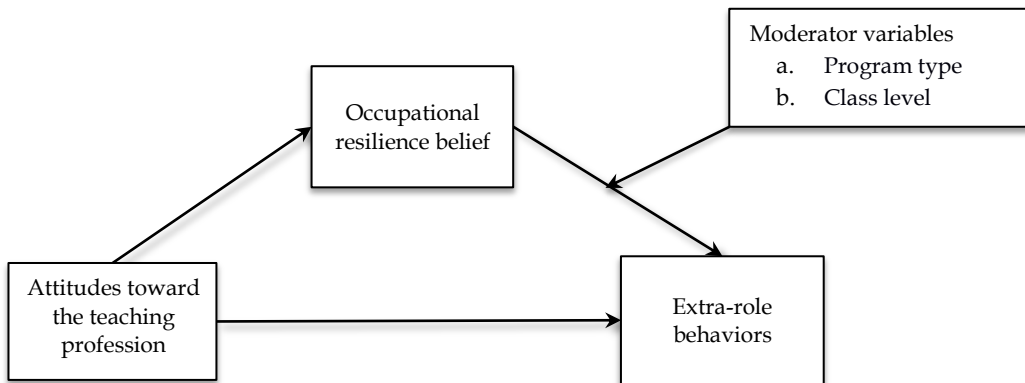 Moderator variables
a. Program type
b. Class level
Occupational
resilience belief
Attitudes toward
the teaching
profession
Extra-role
behaviors